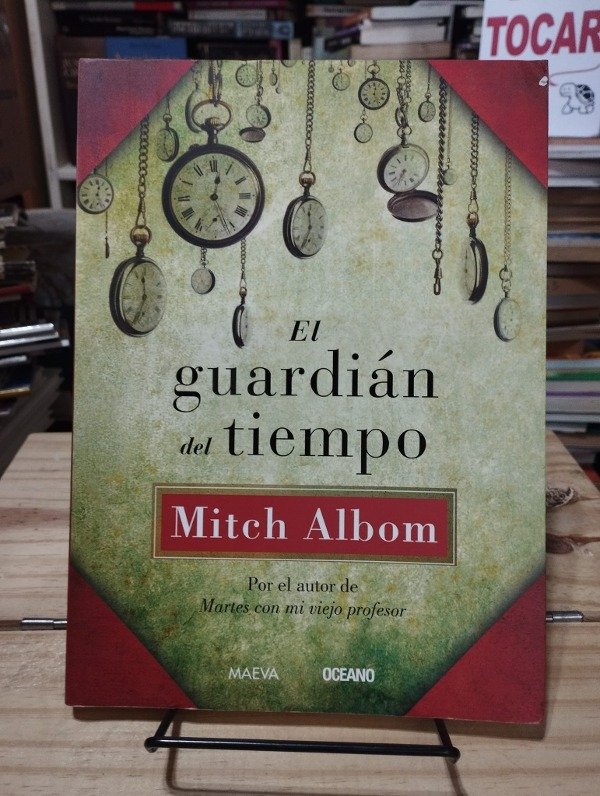 TOCAR
El
guardián
del tiempo
Mitch Albom
Por el autor de
Martes con mi viejo profesor
MAEVA OCEANO